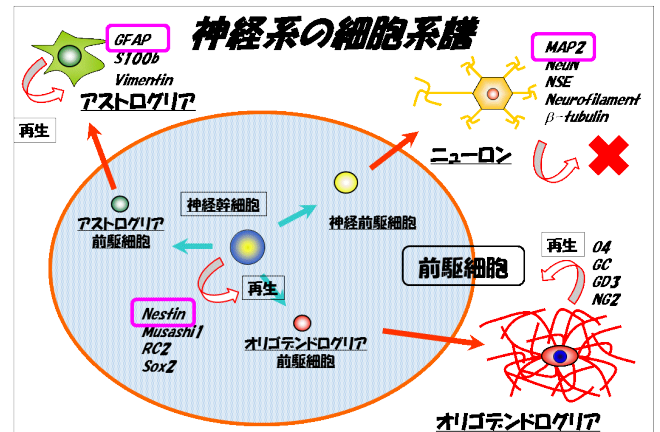 神経系の細胞系譜
GFAP
S100b
Vimentin
アストログリア
再生
MAP2
NeuN
NSE
Neurofilament
β-tubulin
ニューロン
神経幹細胞
神経前駆細胞
アストログリア
前駆細胞
前駆細胞
再生
Nestin
Musashi1
RC2
Sox2
オリゴデンドログリア
前駆細胞
再生
O4
GC
GD3
NG2
オリゴデンドログリア